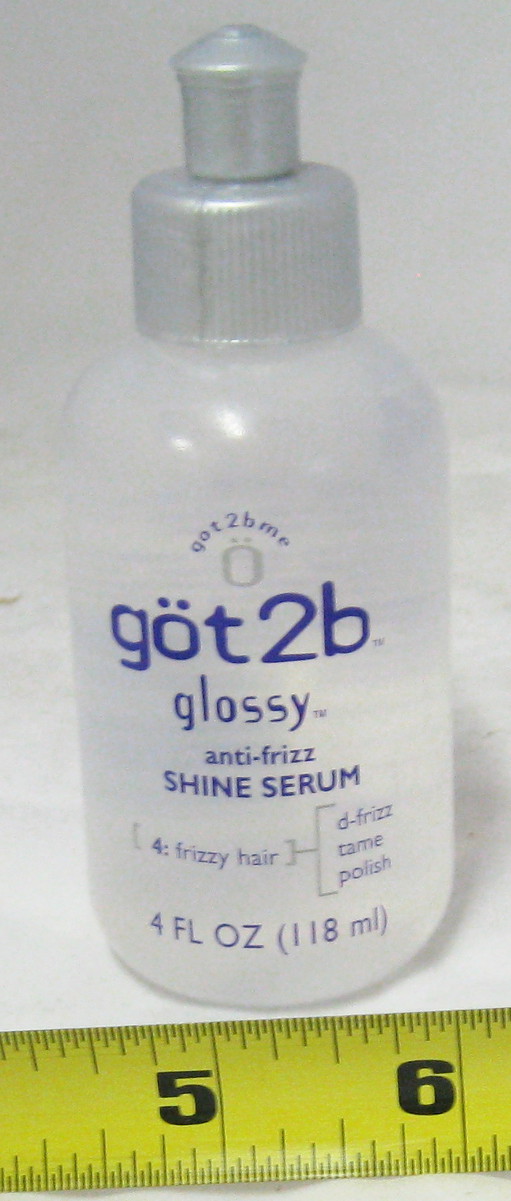 got2bme
ö
göt2b™
glossy™
anti-frizz
SHINE SERUM
[ 4: frizzy hair ]
d-frizz
tame
polish
4 FL OZ (118 ml)
5 6